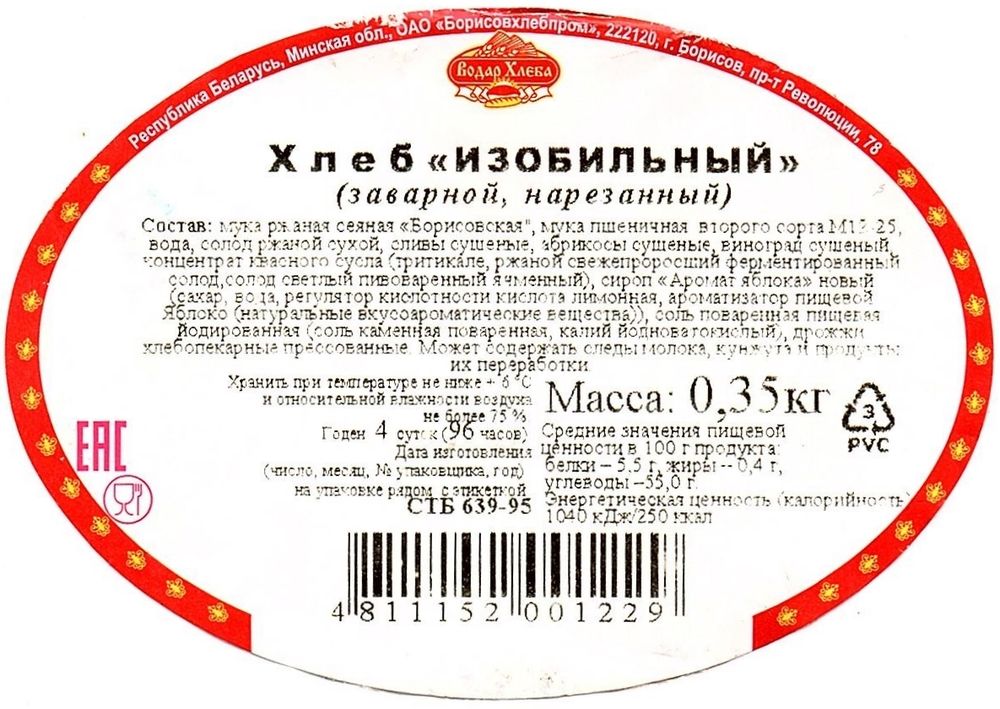 Республика Беларусь, Минская обл., ОАО «Борисовхлебпром», 222120, г. Борисов, пр-т Революции, 78
Водар Хлеба
Хлеб «ИЗОБИЛЬНЫЙ»
(заварной, нарезанный)
Состав: мука ржаная сеяная «Борисовская", мука пшеничная второго сорта М12-25,
вода, солод ржаной сухой, сливы сушеные, абрикосы сушеные, виноград сушеный,
концентрат квасного сусла (тритикале, ржаной свежепроросший ферментированный
солод,солод светлый пивоваренный ячменный), сироп «Аромат яблока» новый
(сахар, вода, регулятор кислотности кислота лимонная, ароматизатор пищевой
Яблоко (натуральные вкусоароматические вещества)), соль поваренная пищевая
йодированная (соль каменная поваренная, калий йодноватокислый), дрожжи
хлебопекарные прессованные. Может содержать следы молока, кунжута и продукты
их переработки
Хранить при температуре не ниже + 6 °С
и относительной влажности воздуха
не более 75 %
Годен 4 суток (96 часов)
Дата изготовления
(число, месяц, № упаковщика, год)
на упаковке рядом с этикеткой
СТБ 639-95
Масса: 0,35кг
Средние значения пищевой
ценности в 100 г продукта:
белки – 5,5 г, жиры -- 0,4 г,
углеводы –55,0 г.
Энергетическая ценность (калорийность)
1040 кДж/250 ккал
3
PVC
EAC
4 811152 001229